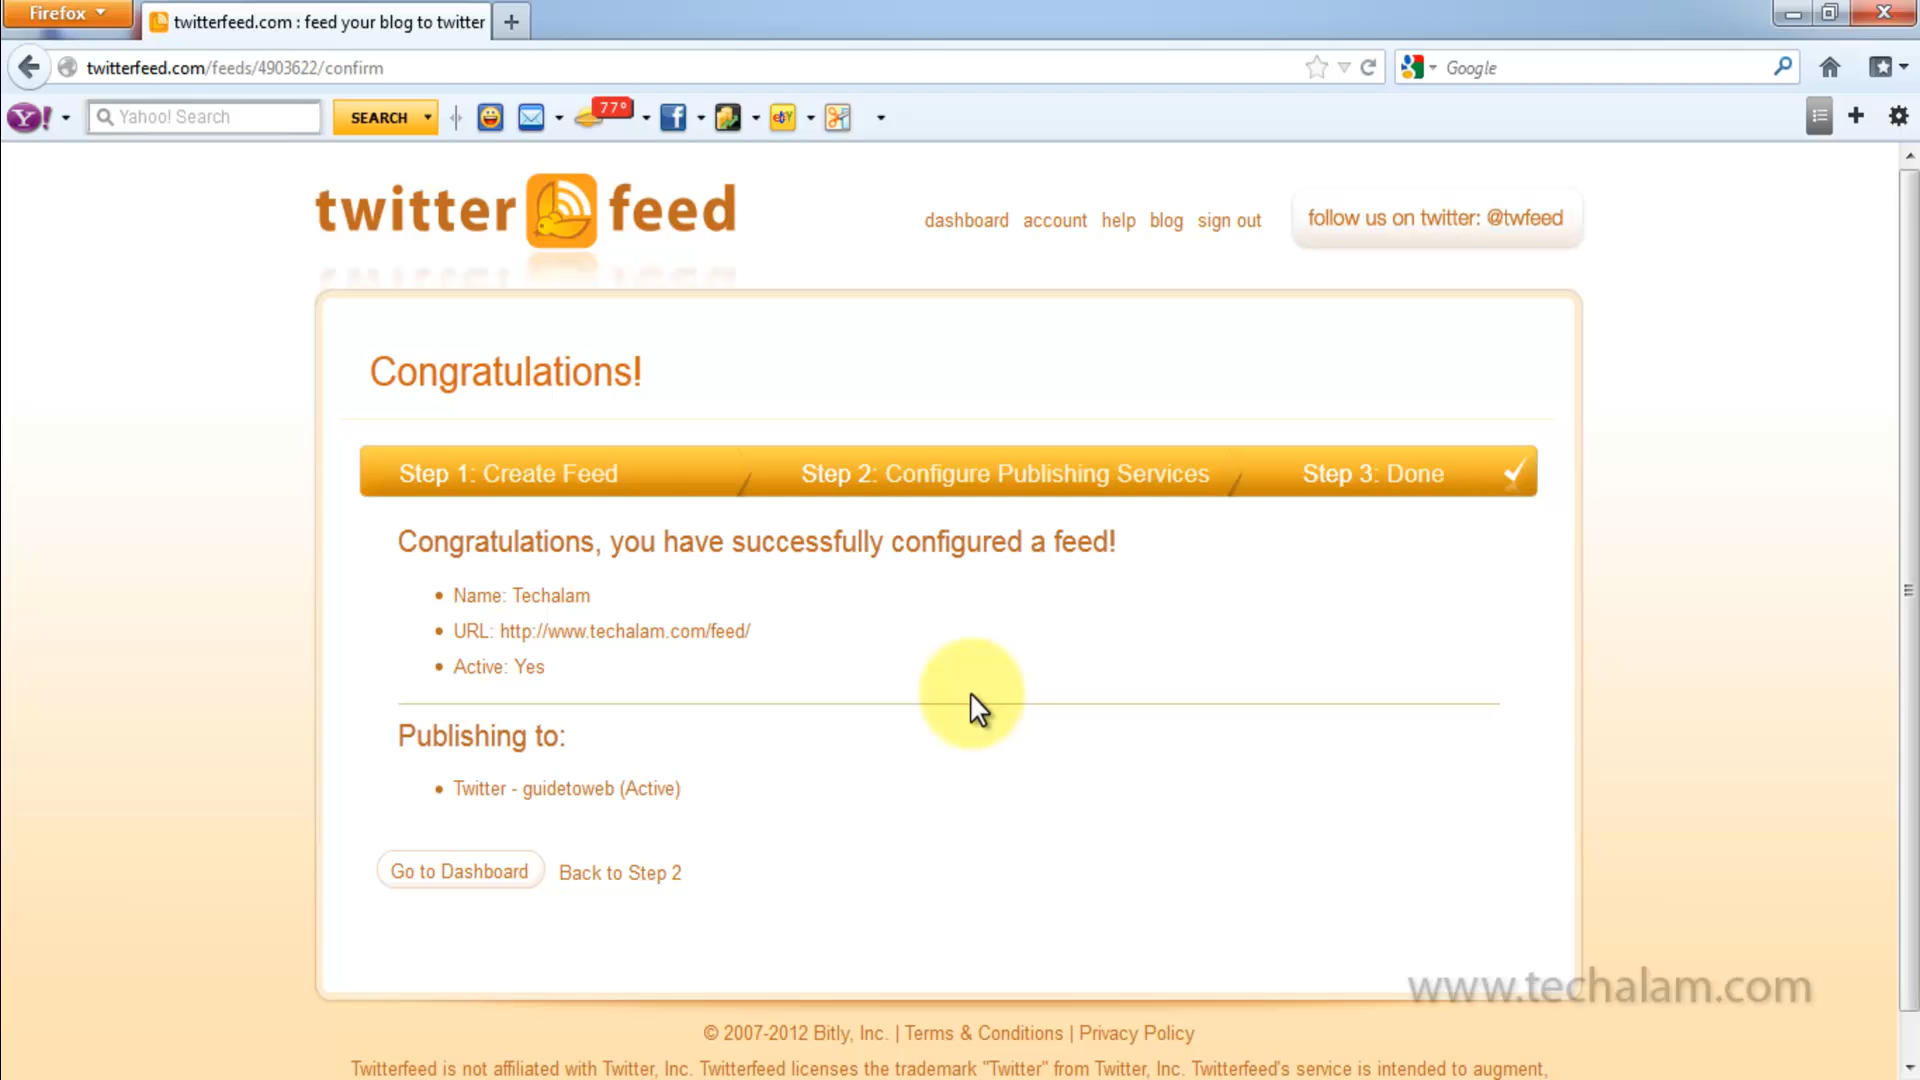 Firefox
twitterfeed.com : feed your blog to twitter
twitterfeed.com/feeds/4903622/confirm
Google
Y!
Yahoo! Search
SEARCH
77°
ebY
twitter feed
dashboard account help blog sign out
follow us on twitter: @twfeed
Congratulations!
Step 1: Create Feed
Step 2: Configure Publishing Services
Step 3: Done
Congratulations, you have successfully configured a feed!
Name: Techalam
URL: http://www.techalam.com/feed/
Active: Yes
Publishing to:
Twitter - guidetoweb (Active)
Go to Dashboard
Back to Step 2
www.techalam.com
© 2007-2012 Bitly, Inc. | Terms & Conditions | Privacy Policy
Twitterfeed is not affiliated with Twitter, Inc. Twitterfeed licenses the trademark "Twitter" from Twitter, Inc. Twitterfeed's service is intended to augment,